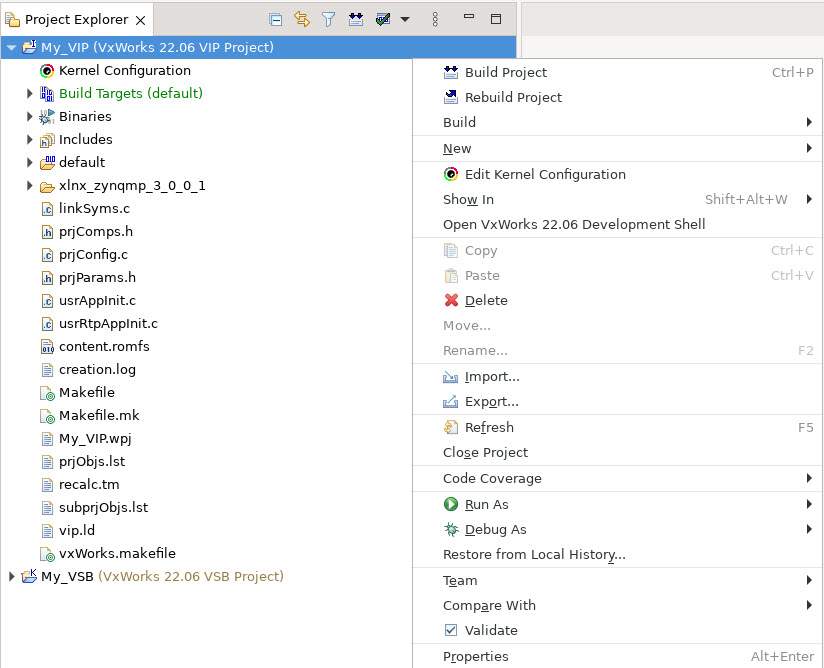 Project Explorer
My_VIP (VxWorks 22.06 VIP Project)
Kernel Configuration
Build Targets (default)
Binaries
Includes
default
xlnx_zynqmp_3_0_0_1
linkSyms.c
prjComps.h
prjConfig.c
prjParams.h
usrAppInit.c
usrRtpAppInit.c
content.romfs
creation.log
Makefile
Makefile.mk
My_VIP.wpj
prjObjs.lst
recalc.tm
subprjObjs.lst
vip.ld
vxWorks.makefile
My_VSB (VxWorks 22.06 VSB Project)
Build Project Ctrl+P
Rebuild Project
Build
New
Edit Kernel Configuration
Show In Shift+Alt+W
Open VxWorks 22.06 Development Shell
Copy Ctrl+C
Paste Ctrl+V
Delete
Move...
Rename... F2
Import...
Export...
Refresh F5
Close Project
Code Coverage
Run As
Debug As
Restore from Local History...
Team
Compare With
Validate
Properties Alt+Enter